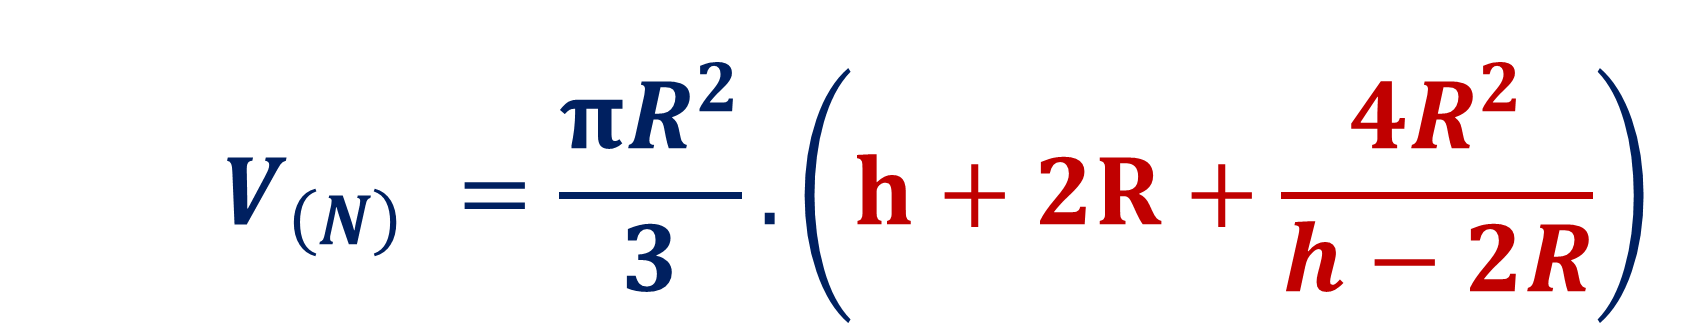 V₍N₎ = πR²/3 . (h + 2R + 4R²/(h − 2R))